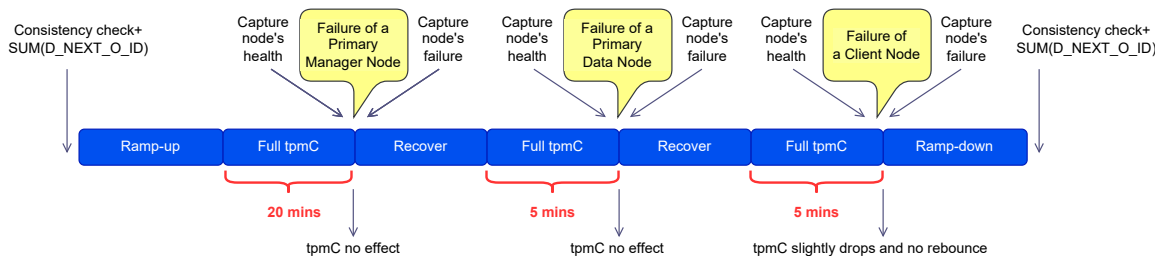 Consistency check+
SUM(D_NEXT_O_ID)
Capture
node's
health
Failure of a
Primary
Manager Node
Capture
node's
failure
Capture
node's
health
Failure of a
Primary
Data Node
Capture
node's
failure
Capture
node's
health
Failure of
a Client Node
Capture
node's
failure
Consistency check+
SUM(D_NEXT_O_ID)
Ramp-up
Full tpmC
Recover
Full tpmC
Recover
Full tpmC
Ramp-down
20 mins
5 mins
5 mins
tpmC no effect
tpmC no effect
tpmC slightly drops and no rebounce